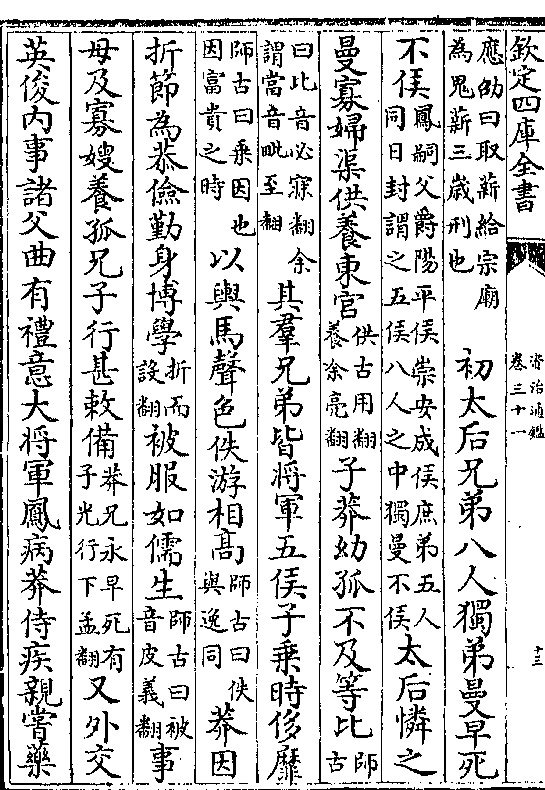 欽定四庫全書
資治通鑑
卷三十一
十三
應劭曰取薪給宗廟
為鬼薪三歲刑也
初太后兄弟八人獨弟曼早死
不侯
鳳嗣父爵陽平侯崇安成侯庶弟五人
同日封謂之五侯八人之中獨曼不侯
太后憐之
曼寡婦渠供養東宮
供古用翻
養余亮翻
子莽幼孤不及等比
師
古
曰比音必寐翻余
謂當音毗至翻
其羣兄弟皆將軍五侯子乘時侈靡
師古曰乘因也
因富貴之時
以輿馬聲色佚游相高
師古曰佚
與逸同
莽因
折節為恭儉勤身博學
折而
設翻
被服如儒生
師古曰被
音皮義翻
事
母及寡嫂養孤兄子行甚敕備
莽兄永早死有
子光行下孟翻
又外交
英俊内事諸父曲有禮意大將軍鳳病莽侍疾親嘗藥